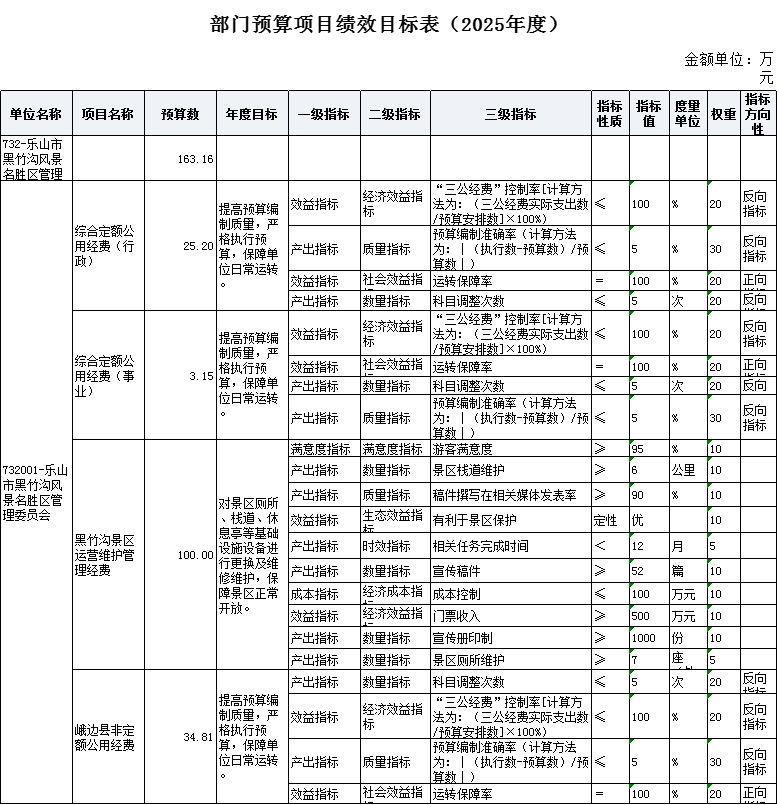 部门预算项目绩效目标表（2025年度）
金额单位：万
元
单位名称 项目名称 预算数 年度目标 一级指标 二级指标 三级指标 指标性质 指标值 度量单位 权重 指标方向性
732-乐山市黑竹沟风景名胜区管理 163.16
732001-乐山市黑竹沟风景名胜区管理委员会
综合定额公用经费（行政） 25.20 提高预算编制质量，严格执行预算，保障单位日常运转。
效益指标 经济效益指标 “三公经费”控制率[计算方法为：（三公经费实际支出数/预算安排数]×100%） ≤ 100 % 20 反向指标
产出指标 质量指标 预算编制准确率（计算方法为：∣（执行数-预算数）/预算数∣） ≤ 5 % 30 反向指标
效益指标 社会效益指标 运转保障率 ＝ 100 % 20 正向指标
产出指标 数量指标 科目调整次数 ≤ 5 次 20 反向指标
综合定额公用经费（事业） 3.15 提高预算编制质量，严格执行预算，保障单位日常运转。
效益指标 经济效益指标 “三公经费”控制率[计算方法为：（三公经费实际支出数/预算安排数]×100%） ≤ 100 % 20 反向指标
效益指标 社会效益指标 运转保障率 ＝ 100 % 20 正向指标
产出指标 数量指标 科目调整次数 ≤ 5 次 20 反向
产出指标 质量指标 预算编制准确率（计算方法为：∣（执行数-预算数）/预算数∣） ≤ 5 % 30 反向指标
黑竹沟景区运营维护管理经费 100.00 对景区厕所、栈道、休息亭等基础设施设备进行更换及维修维护，保障景区正常开放。
满意度指标 满意度指标 游客满意度 ≥ 95 % 10
产出指标 数量指标 景区栈道维护 ≥ 6 公里 10
产出指标 质量指标 稿件撰写在相关媒体发表率 ≥ 90 % 10
效益指标 生态效益指标 有利于景区保护 定性 优 10
产出指标 时效指标 相关任务完成时间 ＜ 12 月 5
产出指标 数量指标 宣传稿件 ≥ 52 篇 10
成本指标 经济成本指标 成本控制 ≤ 100 万元 10
效益指标 经济效益指标 门票收入 ≥ 500 万元 10
产出指标 数量指标 宣传册印制 ≥ 1000 份 10
产出指标 数量指标 景区厕所维护 ≥ 7 座 5
峨边县非定额公用经费 34.81 提高预算编制质量，严格执行预算，保障单位日常运转。
产出指标 数量指标 科目调整次数 ≤ 5 次 20 反向指标
效益指标 经济效益指标 “三公经费”控制率[计算方法为：（三公经费实际支出数/预算安排数]×100%） ≤ 100 % 20 反向指标
产出指标 质量指标 预算编制准确率（计算方法为：∣（执行数-预算数）/预算数∣） ≤ 5 % 30 反向指标
效益指标 社会效益指标 运转保障率 ＝ 100 % 20 正向指标